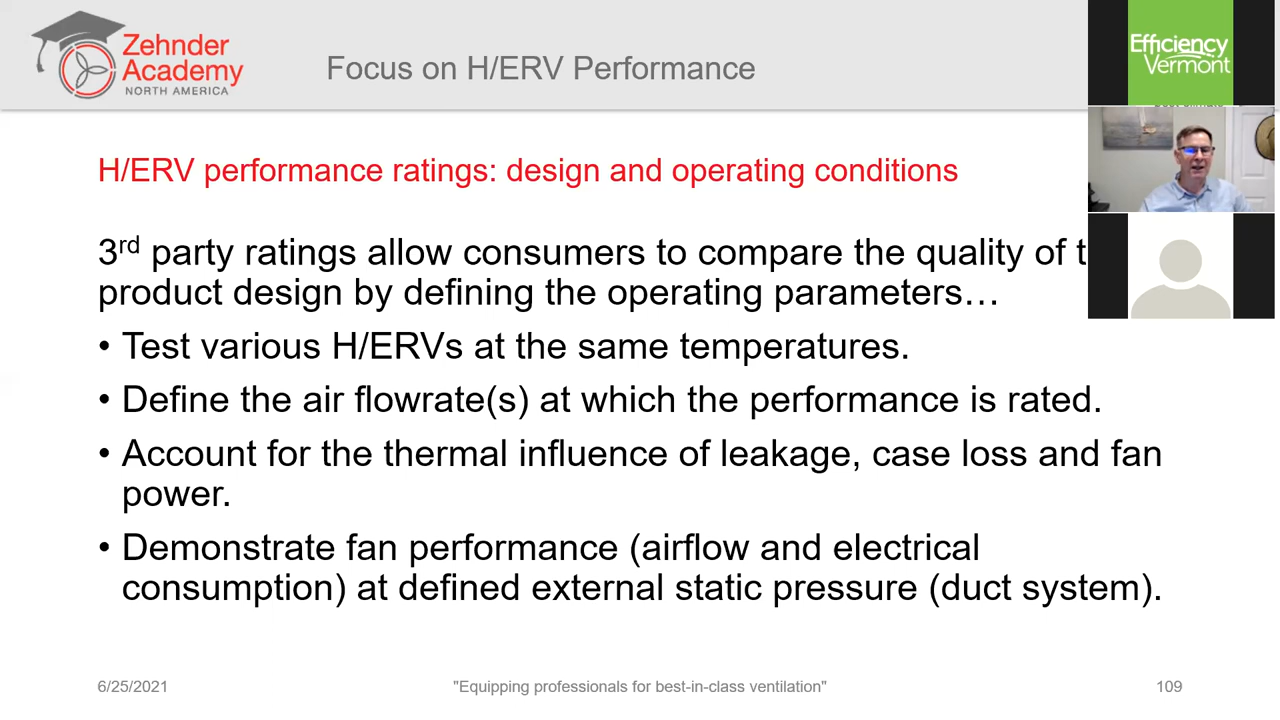 Zehnder
Academy
NORTH AMERICA
Focus on H/ERV Performance
Efficiency
Vermont
H/ERV performance ratings: design and operating conditions
3rd party ratings allow consumers to compare the quality of
product design by defining the operating parameters…
• Test various H/ERVs at the same temperatures.
• Define the air flowrate(s) at which the performance is rated.
• Account for the thermal influence of leakage, case loss and fan
power.
• Demonstrate fan performance (airflow and electrical
consumption) at defined external static pressure (duct system).
6/25/2021
"Equipping professionals for best-in-class ventilation"
109